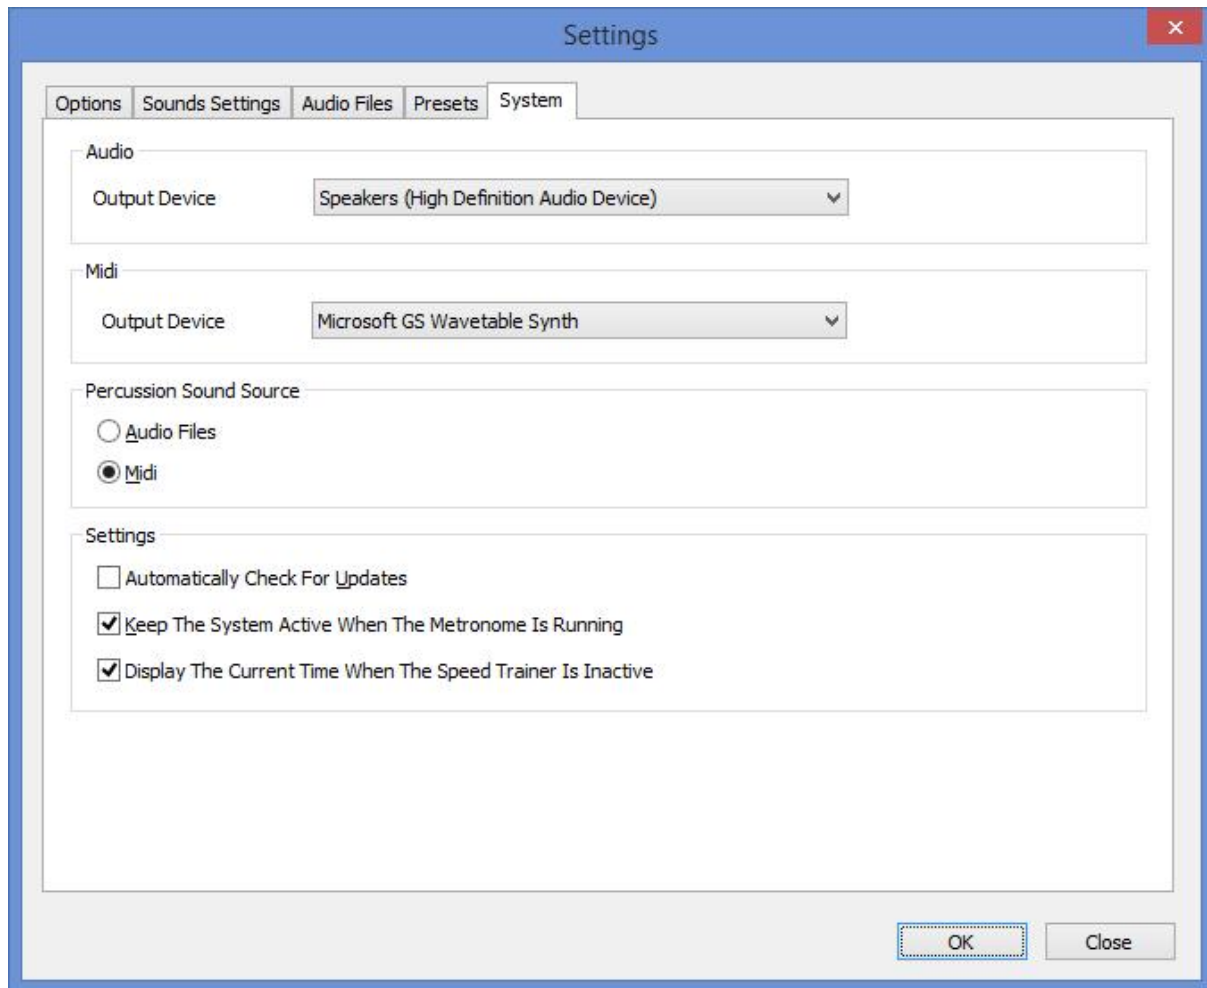 Settings
Options Sounds Settings Audio Files Presets System
Audio
Output Device Speakers (High Definition Audio Device)
Midi
Output Device Microsoft GS Wavetable Synth
Percussion Sound Source
Audio Files
Midi
Settings
Automatically Check For Updates
Keep The System Active When The Metronome Is Running
Display The Current Time When The Speed Trainer Is Inactive
OK Close